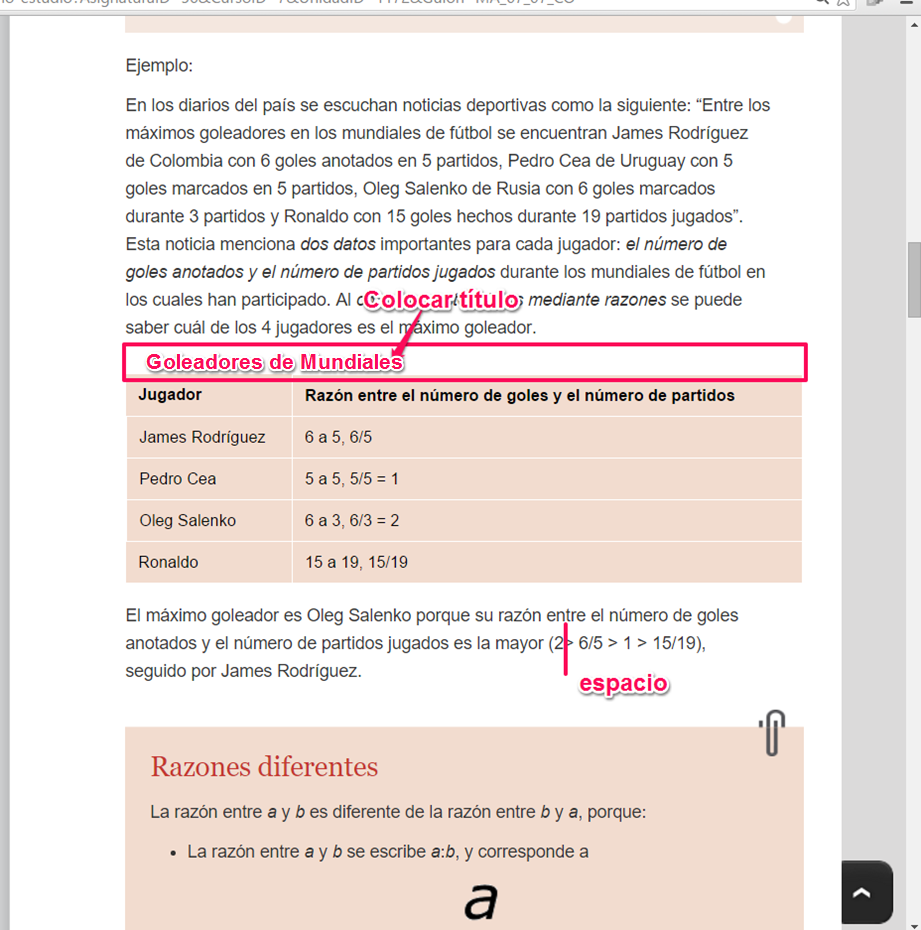 Ejemplo:
En los diarios del país se escuchan noticias deportivas como la siguiente: “Entre los
máximos goleadores en los mundiales de fútbol se encuentran James Rodríguez
de Colombia con 6 goles anotados en 5 partidos, Pedro Cea de Uruguay con 5
goles marcados en 5 partidos, Oleg Salenko de Rusia con 6 goles marcados
durante 3 partidos y Ronaldo con 15 goles hechos durante 19 partidos jugados”.
Esta noticia menciona dos datos importantes para cada jugador: el número de
goles anotados y el número de partidos jugados durante los mundiales de fútbol en
los cuales han participado. Al mediante razones se puede
Colocar título
saber cuál de los 4 jugadores es el máximo goleador.
Goleadores de Mundiales
Jugador Razón entre el número de goles y el número de partidos
James Rodríguez 6 a 5, 6/5
Pedro Cea 5 a 5, 5/5 = 1
Oleg Salenko 6 a 3, 6/3 = 2
Ronaldo 15 a 19, 15/19
El máximo goleador es Oleg Salenko porque su razón entre el número de goles
anotados y el número de partidos jugados es la mayor (2> 6/5 > 1 > 15/19),
seguido por James Rodríguez.
espacio
Razones diferentes
La razón entre a y b es diferente de la razón entre b y a, porque:
• La razón entre a y b se escribe a:b, y corresponde a
a